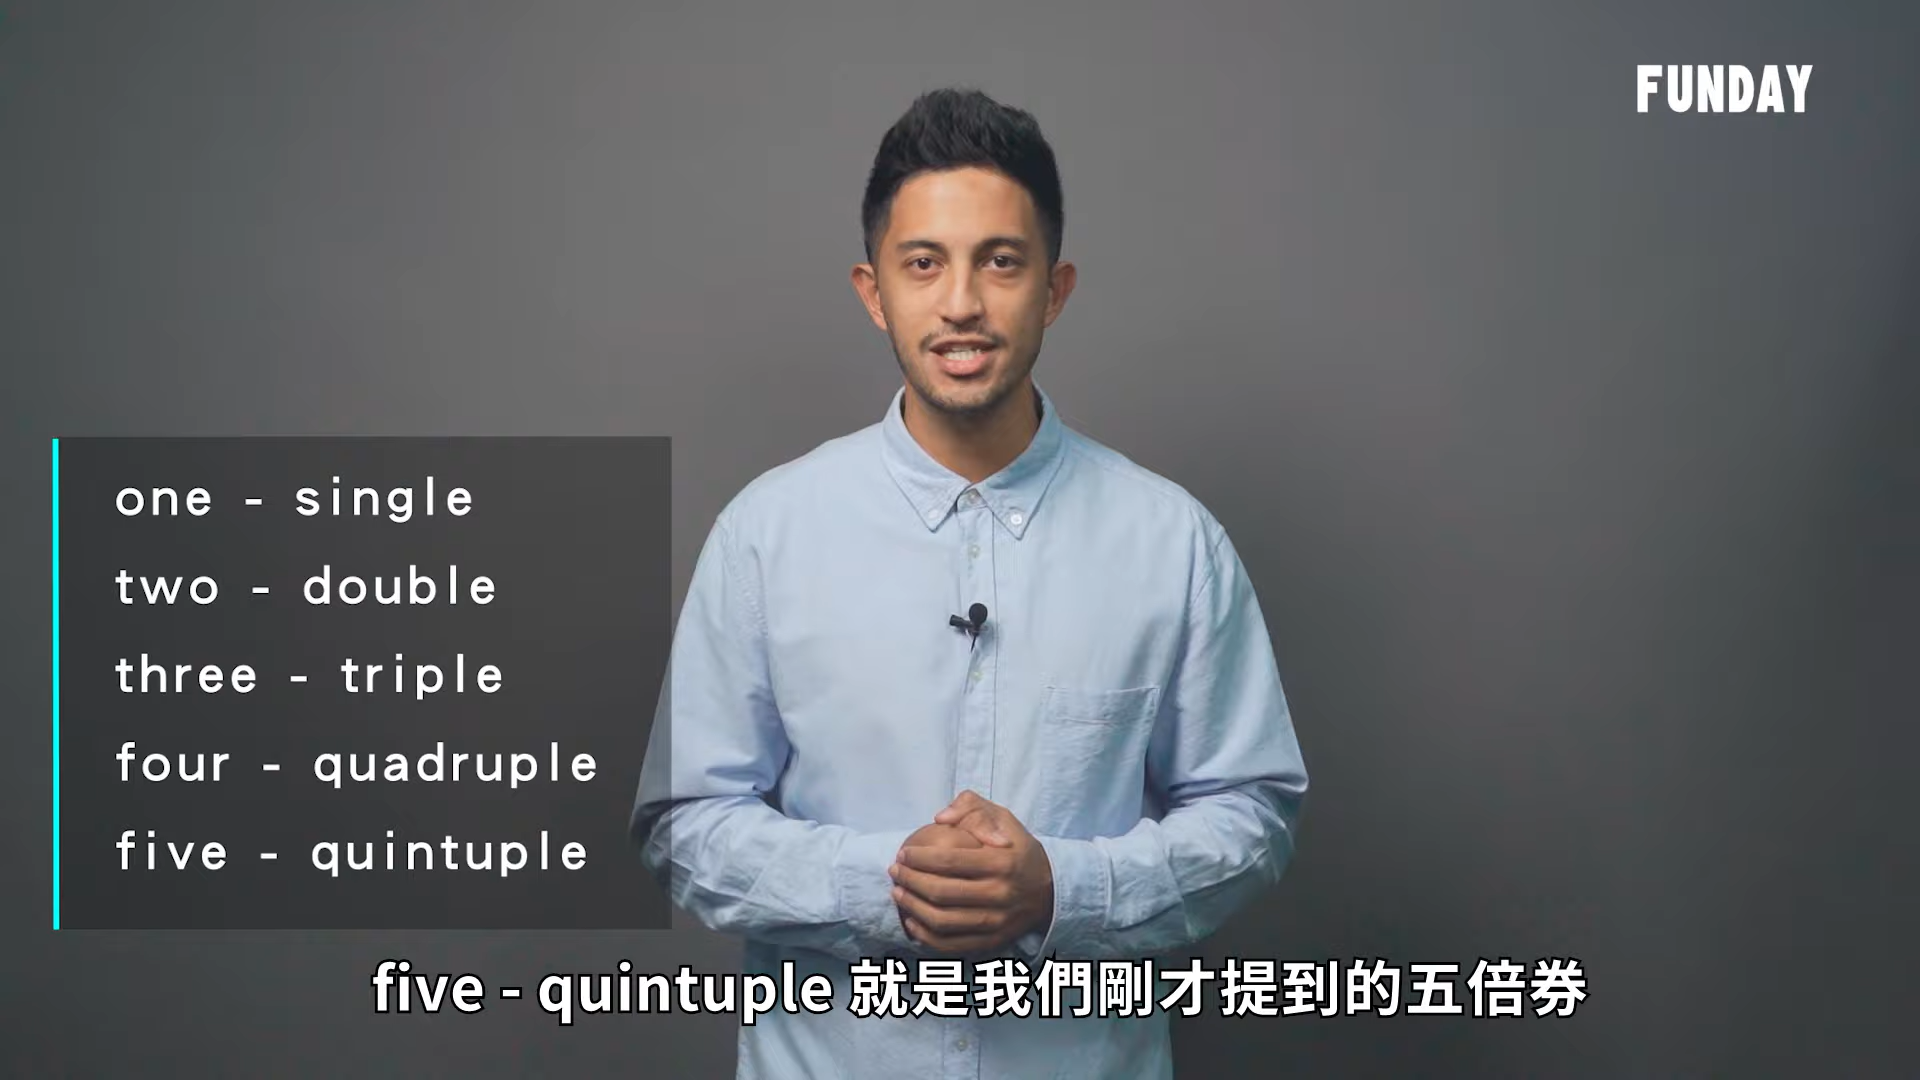 FUNDAY
one - single
two - double
three - triple
four - quadruple
five - quintuple
five - quintuple 就是我們剛才提到的五倍券